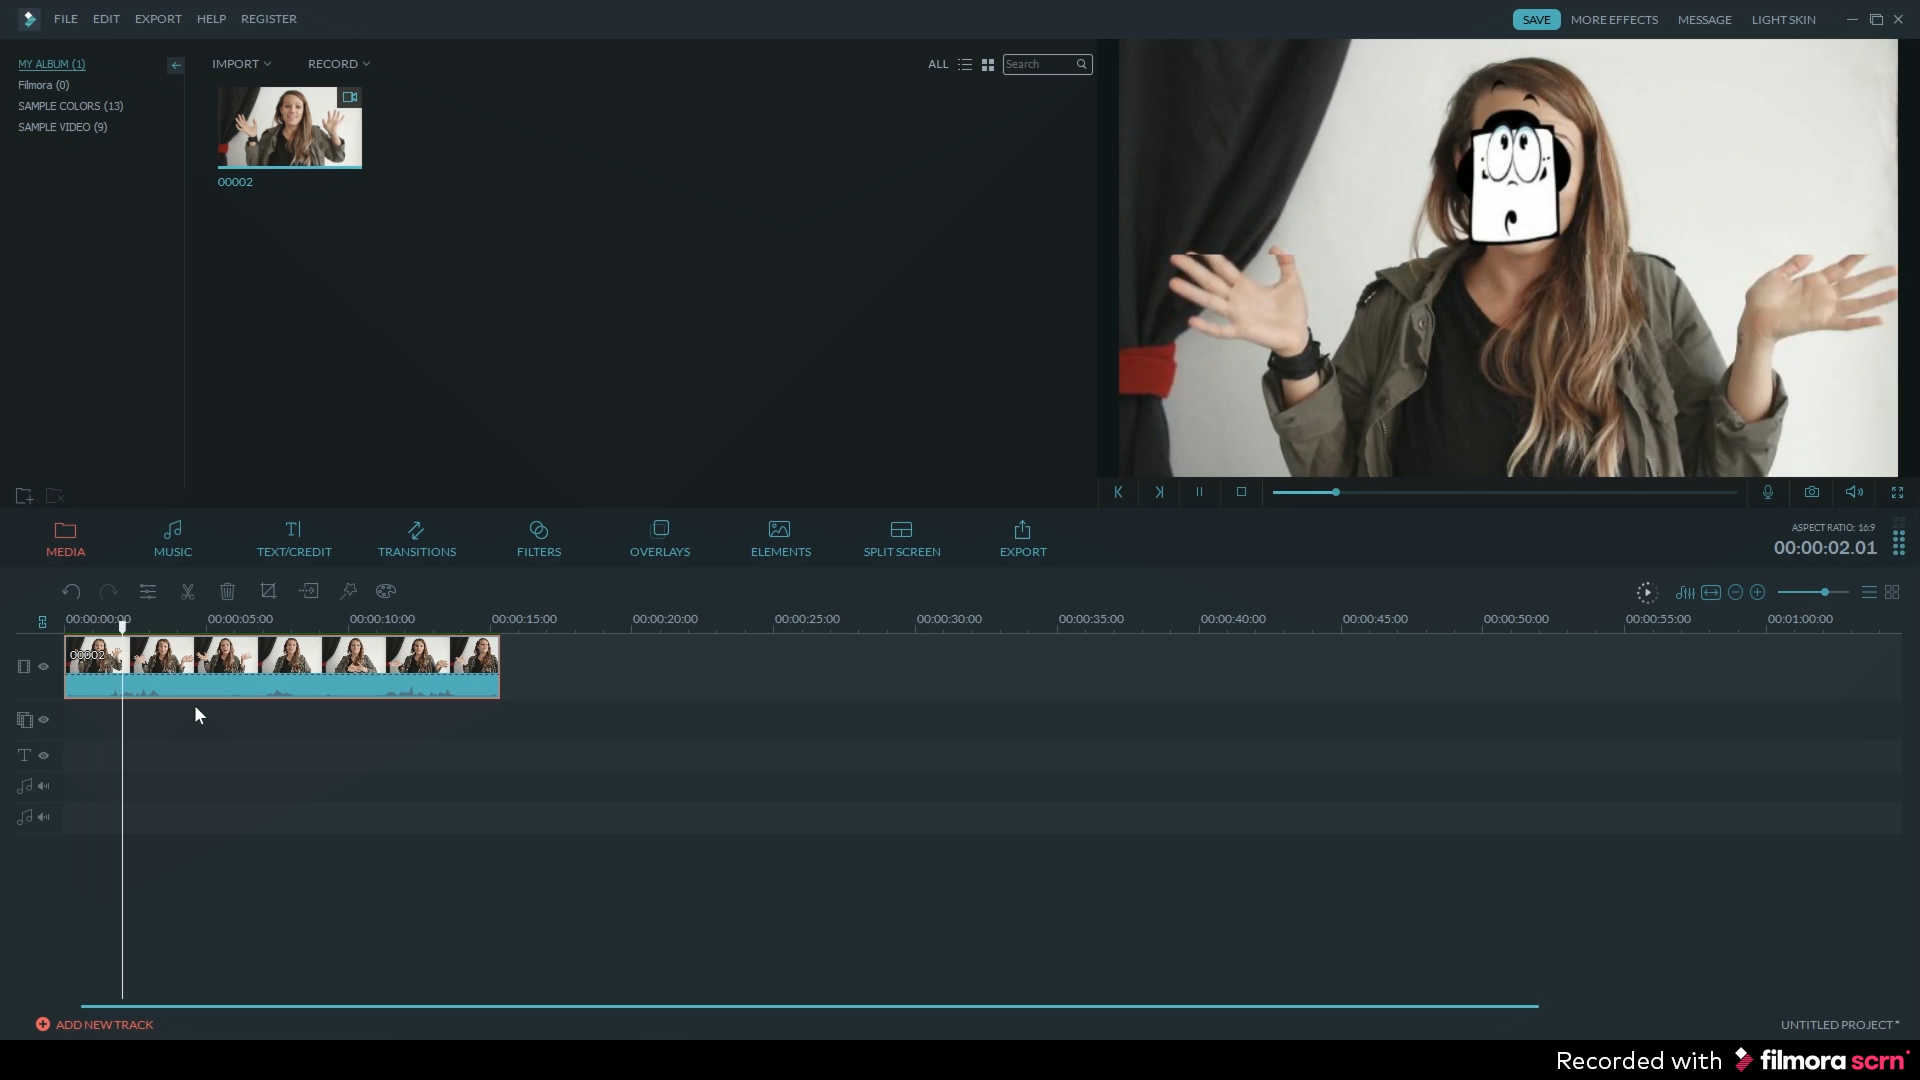 FILE EDIT EXPORT HELP REGISTER
SAVE MORE EFFECTS MESSAGE LIGHT SKIN
MY ALBUM (1)
Filmora (0)
SAMPLE COLORS (13)
SAMPLE VIDEO (9)
IMPORT RECORD
ALL Search
00002
MEDIA MUSIC TEXT/CREDIT TRANSITIONS FILTERS OVERLAYS ELEMENTS SPLIT SCREEN EXPORT
ASPECT RATIO: 16:9
00:00:02.01
00:00:00:00 00:00:05:00 00:00:10:00 00:00:15:00 00:00:20:00 00:00:25:00 00:00:30:00 00:00:35:00 00:00:40:00 00:00:45:00 00:00:50:00 00:00:55:00 00:01:00:00
00002
ADD NEW TRACK
UNTITLED PROJECT *
Recorded with filmora scrn